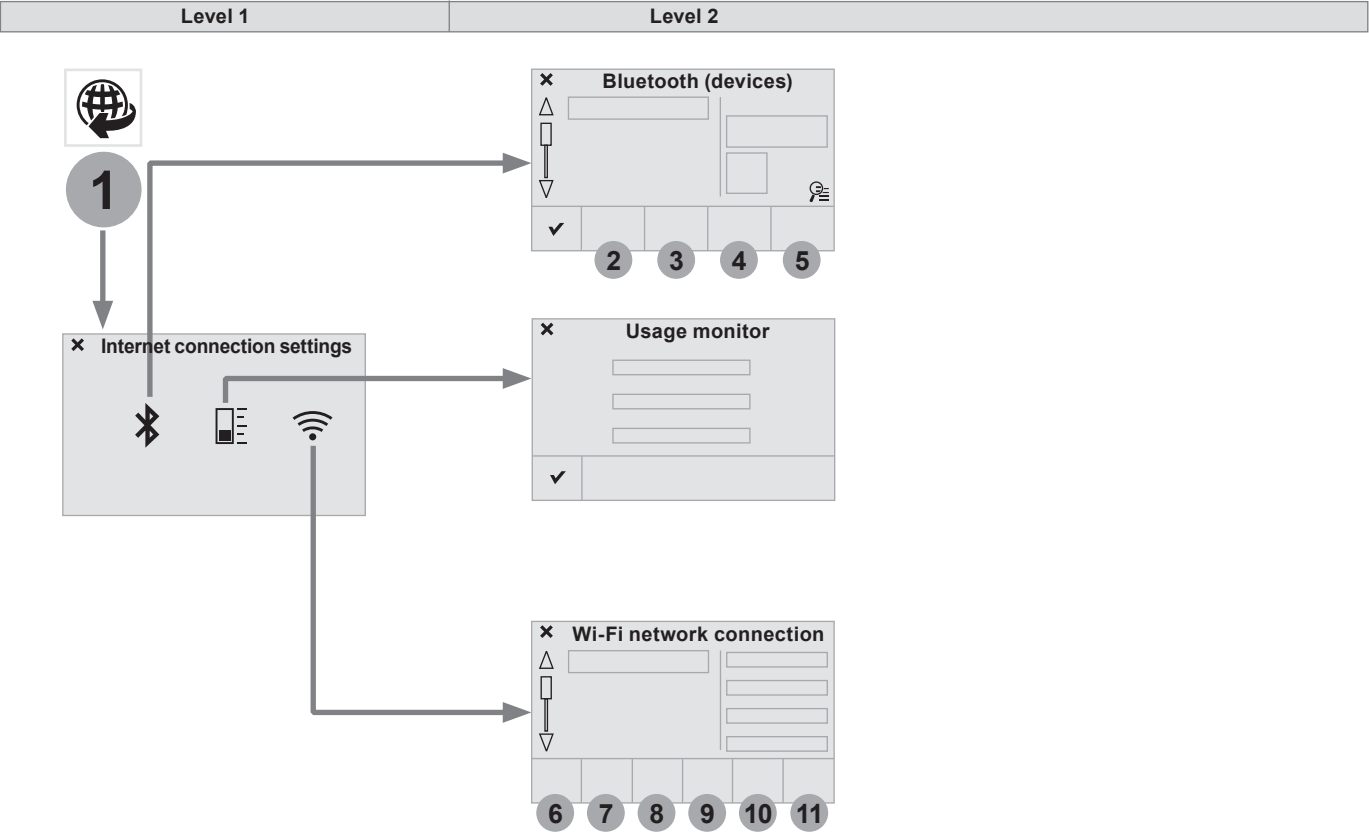 Level 1
Level 2
Bluetooth (devices)
1
2
3
4
5
Internet connection settings
Usage monitor
Wi-Fi network connection
6
7
8
9
10
11